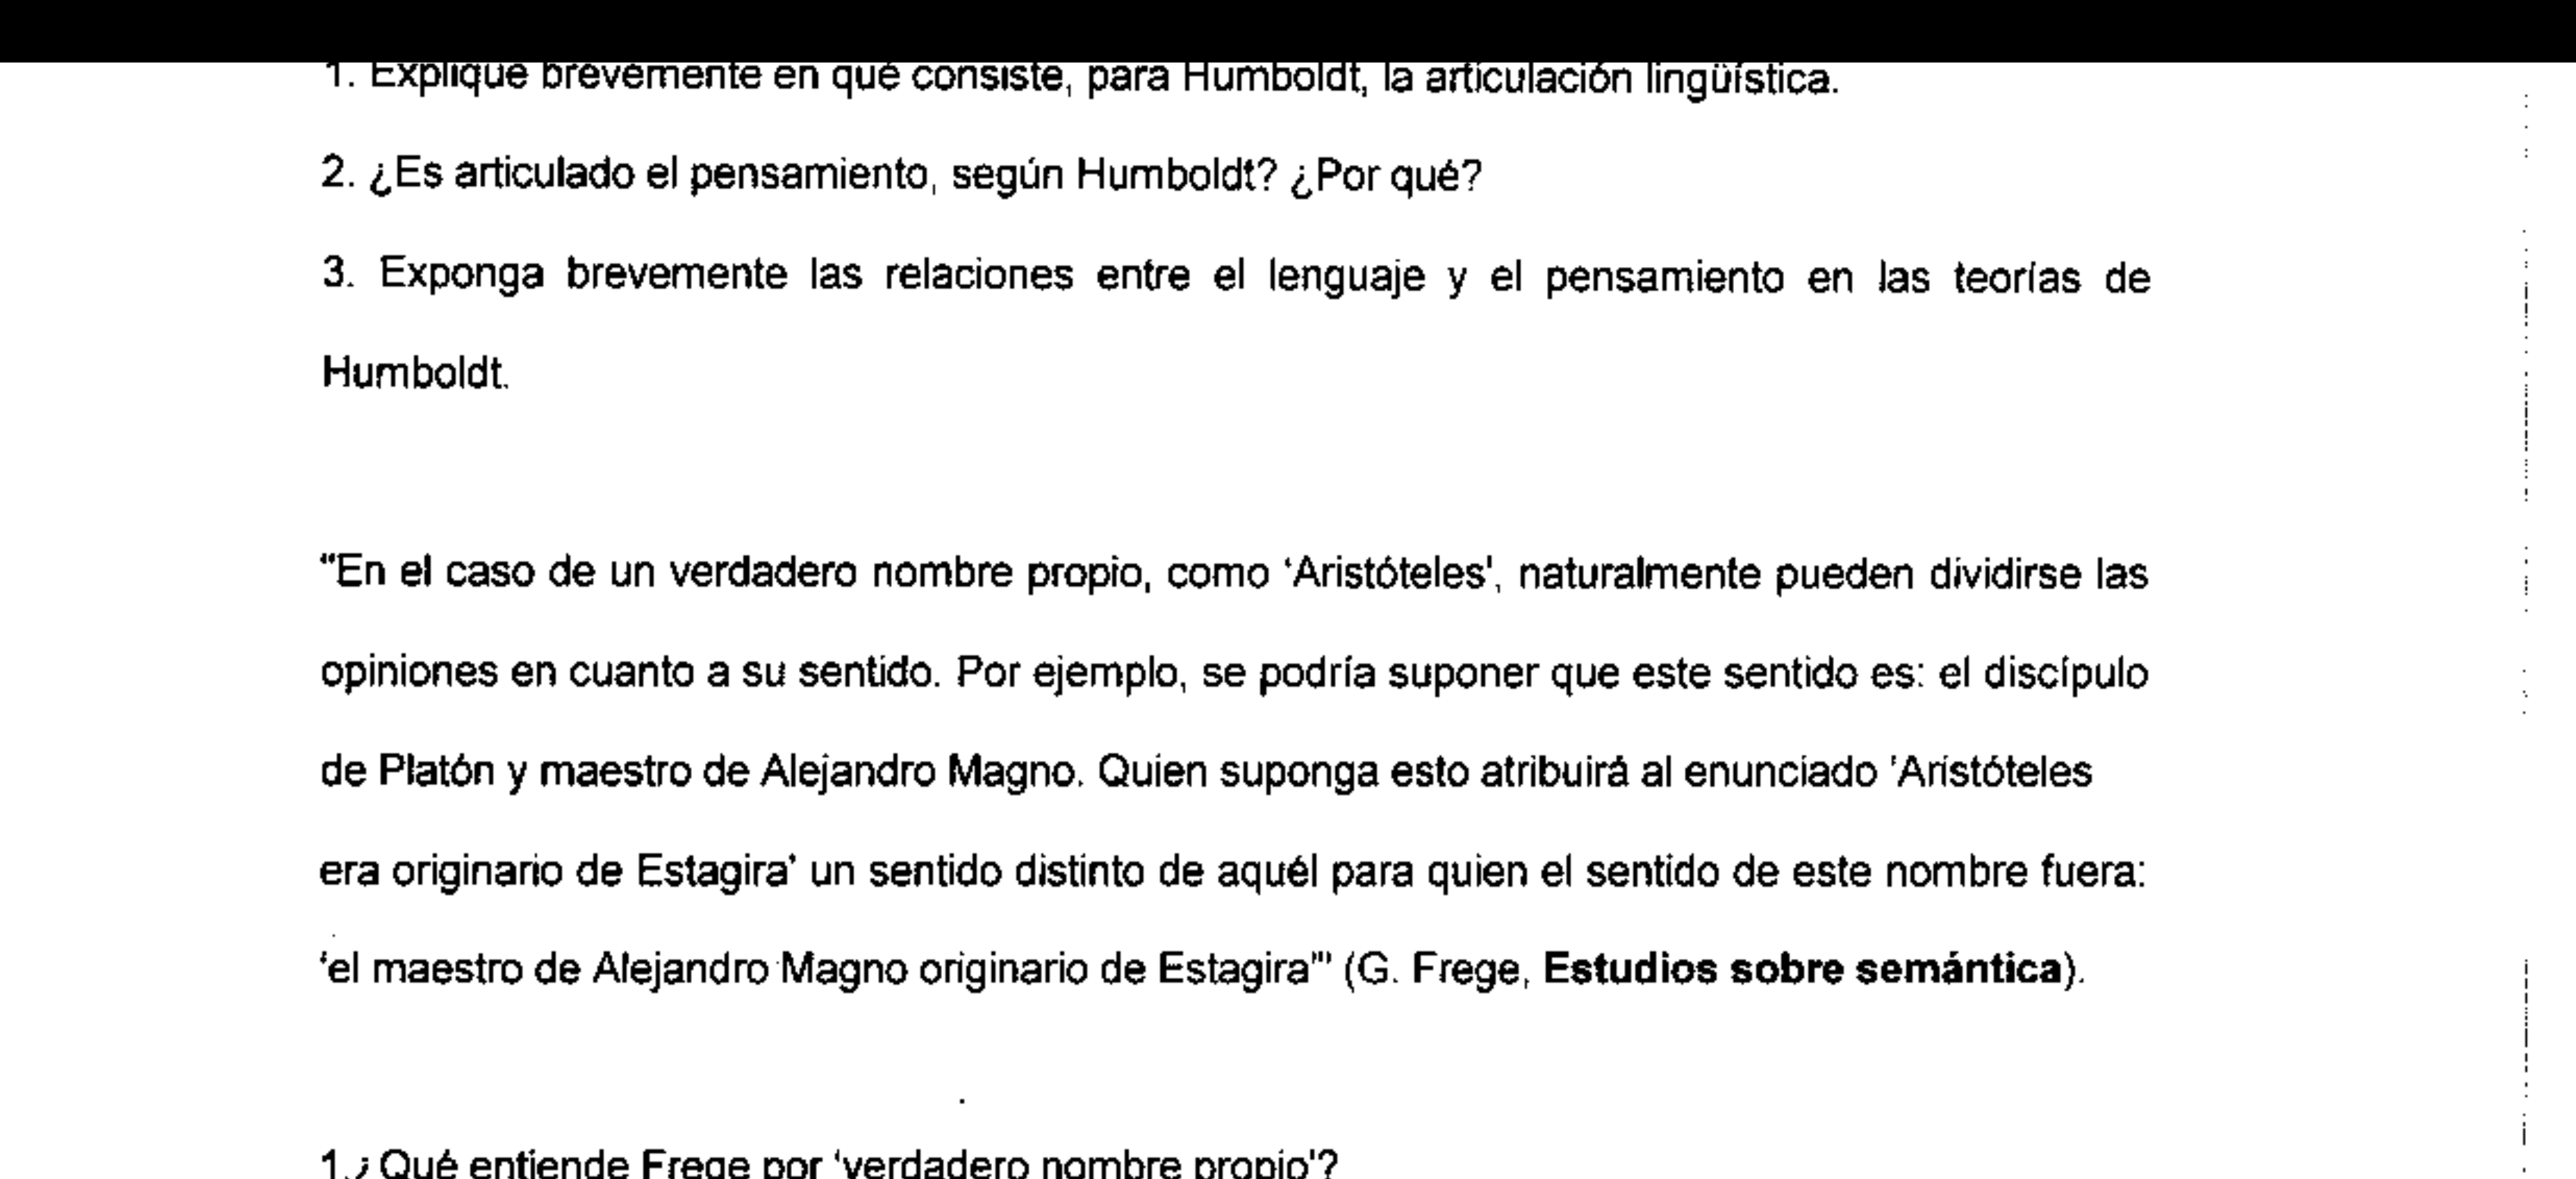 1. Explique brevemente en qué consiste, para Humboldt, la articulación lingüística.
2. ¿Es articulado el pensamiento, según Humboldt? ¿Por qué?
3. Exponga brevemente las relaciones entre el lenguaje y el pensamiento en las teorías de
Humboldt.
“En el caso de un verdadero nombre propio, como ‘Aristóteles’, naturalmente pueden dividirse las
opiniones en cuanto a su sentido. Por ejemplo, se podría suponer que este sentido es: el discípulo
de Platón y maestro de Alejandro Magno. Quien suponga esto atribuirá al enunciado ’Aristóteles
era originario de Estagira’ un sentido distinto de aquél para quien el sentido de este nombre fuera:
‘el maestro de Alejandro Magno originario de Estagira”’ (G. Frege, Estudios sobre semántica).
1.¿Qué entiende Frege por ‘verdadero nombre propio’?